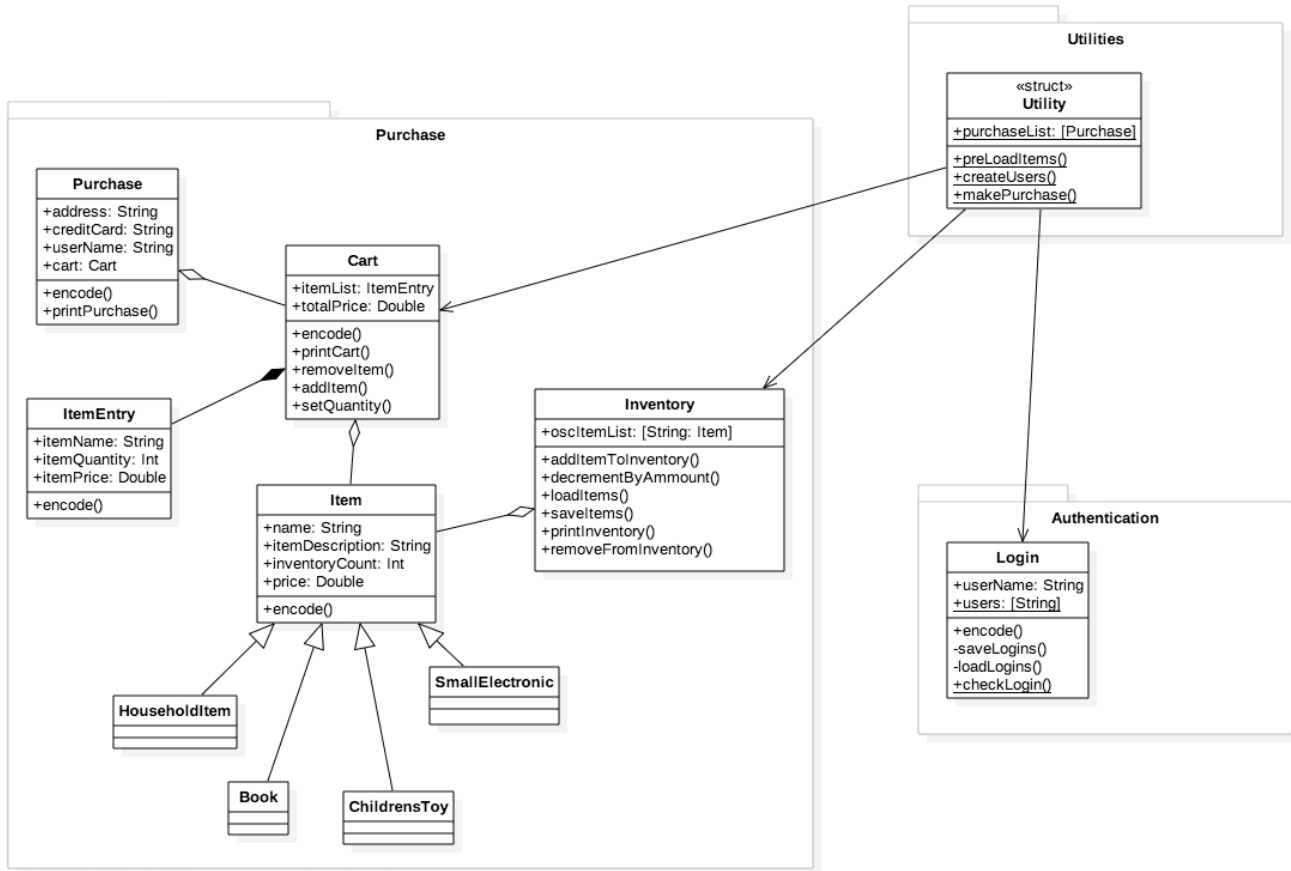 Utilities
«struct»
Utility
+purchaseList: [Purchase]
+preLoadItems()
+createUsers()
+makePurchase()
Purchase
Purchase
+address: String
+creditCard: String
+userName: String
+cart: Cart
+encode()
+printPurchase()
Cart
+itemList: ItemEntry
+totalPrice: Double
+encode()
+printCart()
+removeItem()
+addItem()
+setQuantity()
ItemEntry
+itemName: String
+itemQuantity: Int
+itemPrice: Double
+encode()
Inventory
+oscItemList: [String: Item]
+addItemToInventory()
+decrementByAmmount()
+loadItems()
+saveItems()
+printInventory()
+removeFromInventory()
Item
+name: String
+itemDescription: String
+inventoryCount: Int
+price: Double
+encode()
HouseholdItem
Book
ChildrensToy
SmallElectronic
Authentication
Login
+userName: String
+users: [String]
+encode()
-saveLogins()
-loadLogins()
+checkLogin()